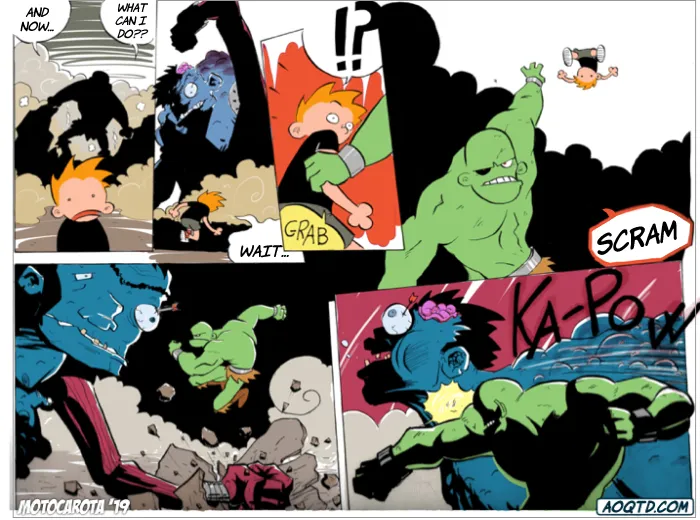 AND
NOW...
WHAT
CAN I
DO??
!?
GRAB
WAIT...
SCRAM
KA-POW
MOTOCAROTA '19
AOQTD.COM